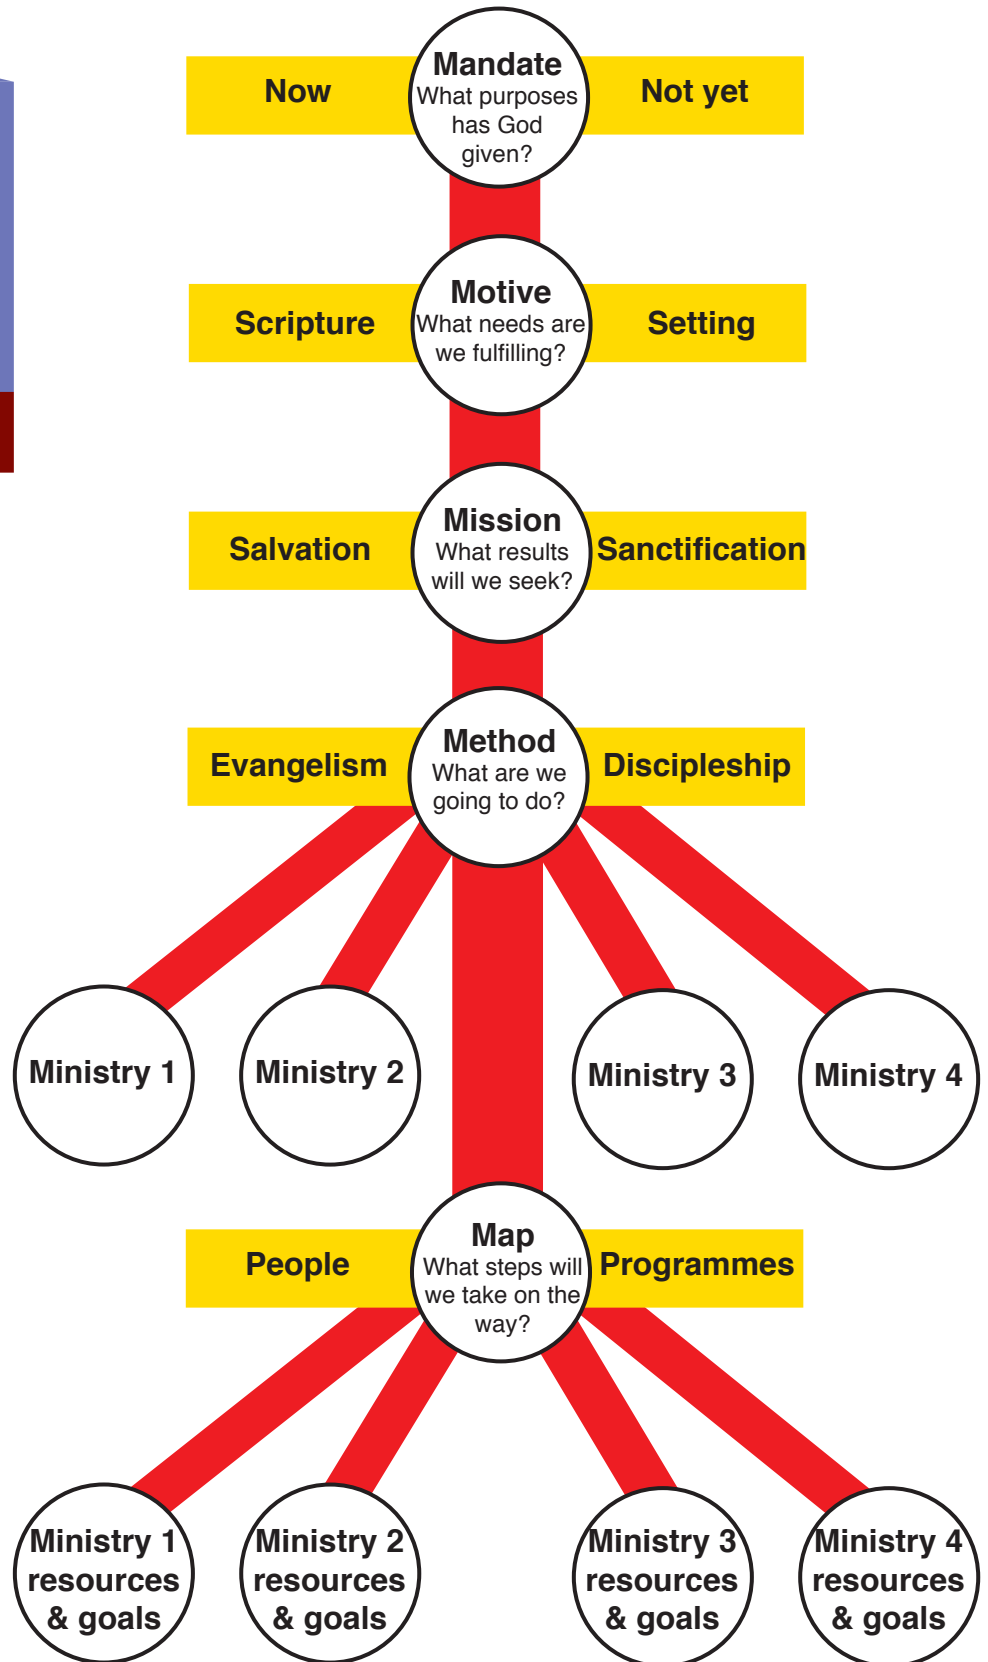 Now
Mandate
What purposes
has God
given?
Not yet
Scripture
Motive
What needs are
we fulfilling?
Setting
Salvation
Mission
What results
will we seek?
Sanctification
Evangelism
Method
What are we
going to do?
Discipleship
Ministry 1
Ministry 2
Ministry 3
Ministry 4
People
Map
What steps will
we take on the
way?
Programmes
Ministry 1
resources
& goals
Ministry 2
resources
& goals
Ministry 3
resources
& goals
Ministry 4
resources
& goals